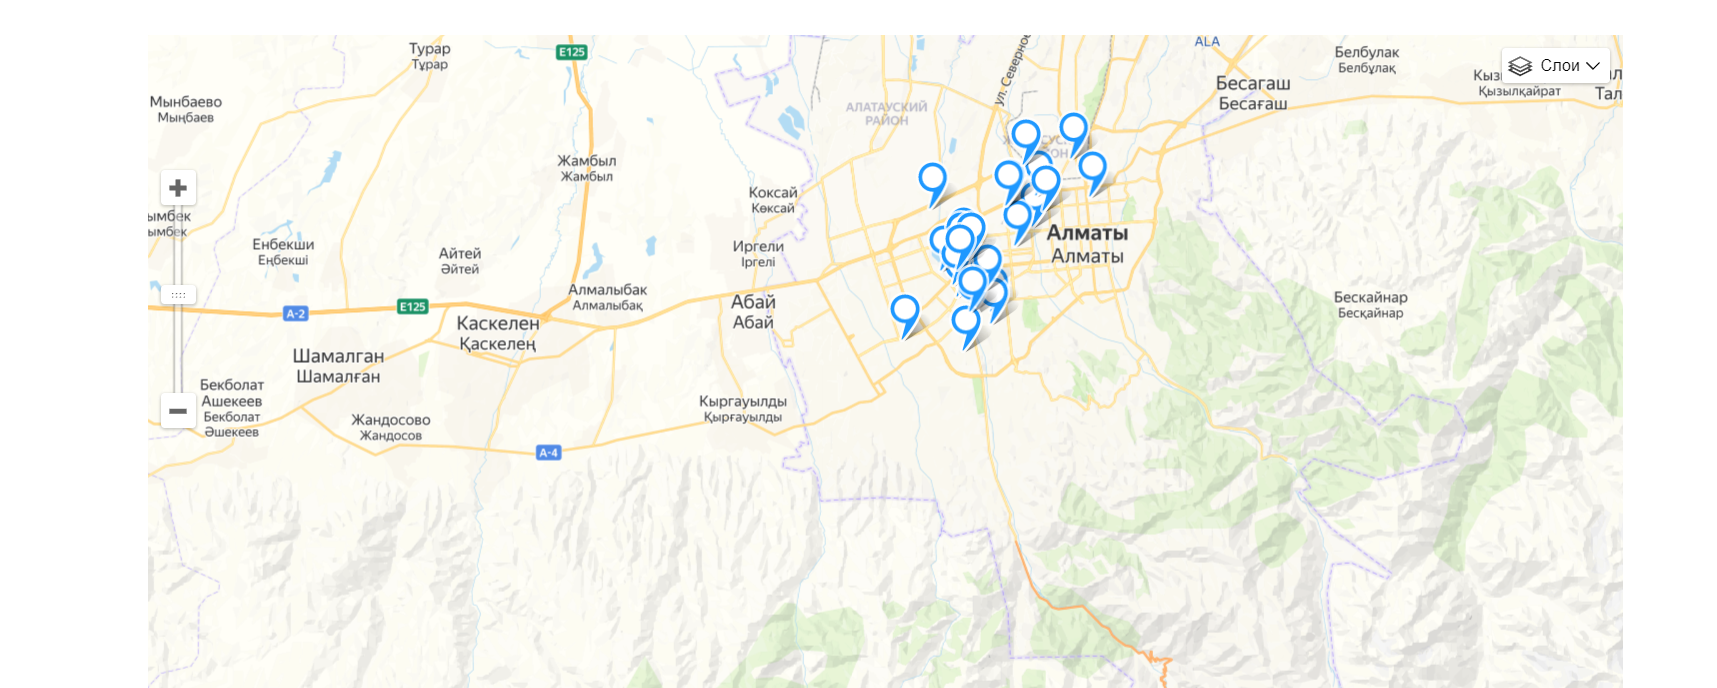 Турар
Тұрар
E125
ул. Северное
ALA
Белбулак
Белбұлақ
Слои
Бесагаш
Бесағаш
Қызылқайрат
Тал
Мынбаево
Мыңбаев
АЛАТАУСКИЙ
РАЙОН
Жамбыл
Жамбыл
Коксай
Көксай
ымбек
ымбек
Енбекши
Еңбекші
Айтей
Әйтей
Иргели
Іргелі
Алматы
Алматы
Алмалыбак
Алмалыбақ
Абай
Абай
Бескайнар
Бесқайнар
A-2
E125
Каскелен
Қаскелең
Шамалган
Шамалған
Бекболат
Ашекеев
Бекболат
Әшекеев
Кыргауылды
Қырғауылды
Жандосово
Жандосов
A-4